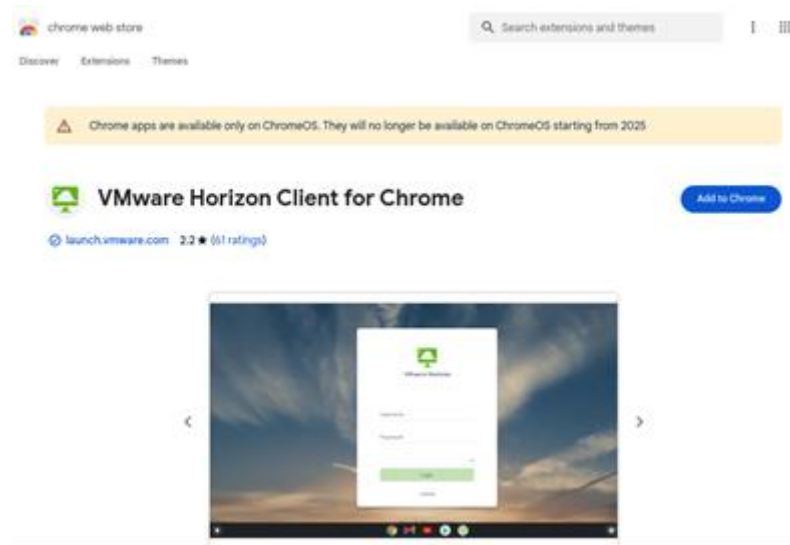 chrome web store
Search extensions and themes
Discover Extensions Themes
Chrome apps are available only on ChromeOS. They will no longer be available on ChromeOS starting from 2025
VMware Horizon Client for Chrome
Add to Chrome
launch.vmware.com 2.2 ★ (61 ratings)
VMware Horizon